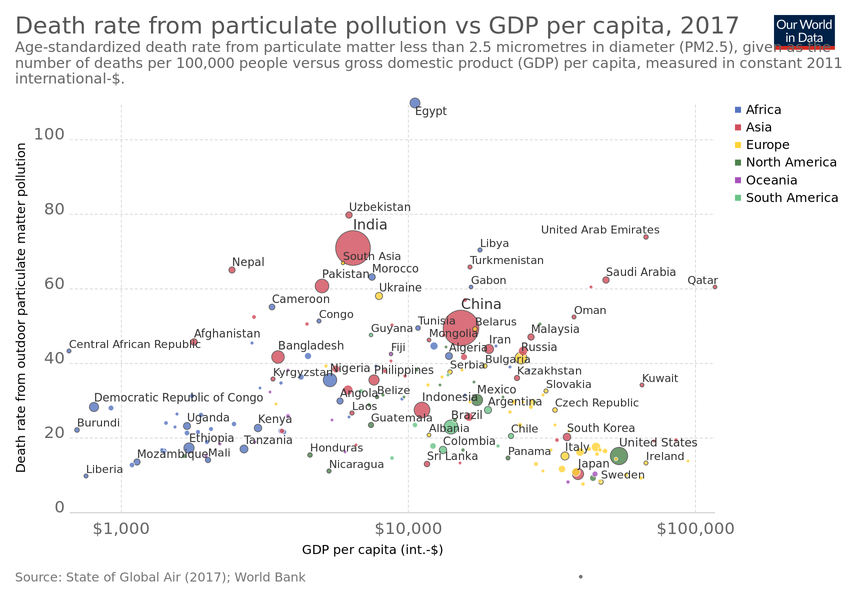 Death rate from particulate pollution vs GDP per capita, 2017
Our World
in Data
Age-standardized death rate from particulate matter less than 2.5 micrometres in diameter (PM2.5), given as the
number of deaths per 100,000 people versus gross domestic product (GDP) per capita, measured in constant 2011
international-$.
Death rate from outdoor particulate matter pollution
100
80
60
40
20
0
Egypt
Uzbekistan
India
United Arab Emirates
Libya
South Asia
Turkmenistan
Nepal
Morocco
Pakistan
Saudi Arabia
Gabon
Qatar
Ukraine
Cameroon
China
Oman
Congo
Tunisia
Belarus
Guyana
Malaysia
Afghanistan
Mongolia
Central African Republic
Bangladesh
Fiji
Algeria
Iran
Russia
Bulgaria
Serbia
Kyrgyzstan
Nigeria
Philippines
Kazakhstan
Kuwait
Slovakia
Angola
Belize
Mexico
Democratic Republic of Congo
Indonesia
Argentina
Czech Republic
Laos
Burundi
Uganda
Kenya
Guatemala
Brazil
Albania
Chile
South Korea
Ethiopia
Tanzania
Colombia
United States
Mozambique
Mali
Honduras
Sri Lanka
Panama
Italy
Ireland
Liberia
Nicaragua
Japan
Sweden
$1,000
$10,000
$100,000
GDP per capita (int.-$)
Africa
Asia
Europe
North America
Oceania
South America
Source: State of Global Air (2017); World Bank